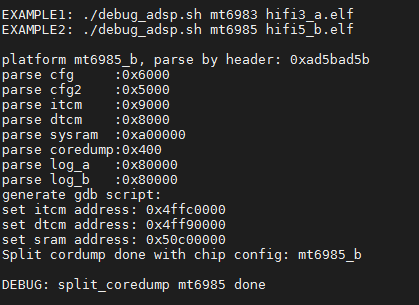 EXAMPLE1: ./debug_adsp.sh mt6983 hifi3_a.elf
EXAMPLE2: ./debug_adsp.sh mt6985 hifi5_b.elf
platform mt6985_b, parse by header: 0xad5bad5b
parse cfg     :0x6000
parse cfg2    :0x5000
parse itcm    :0x9000
parse dtcm    :0x8000
parse sysram  :0xa00000
parse coredump:0x400
parse log_a   :0x80000
parse log_b   :0x80000
generate gdb script:
set itcm address: 0x4ffc0000
set dtcm address: 0x4ff90000
set sram address: 0x50c00000
Split cordump done with chip config: mt6985_b
DEBUG: split_coredump mt6985 done